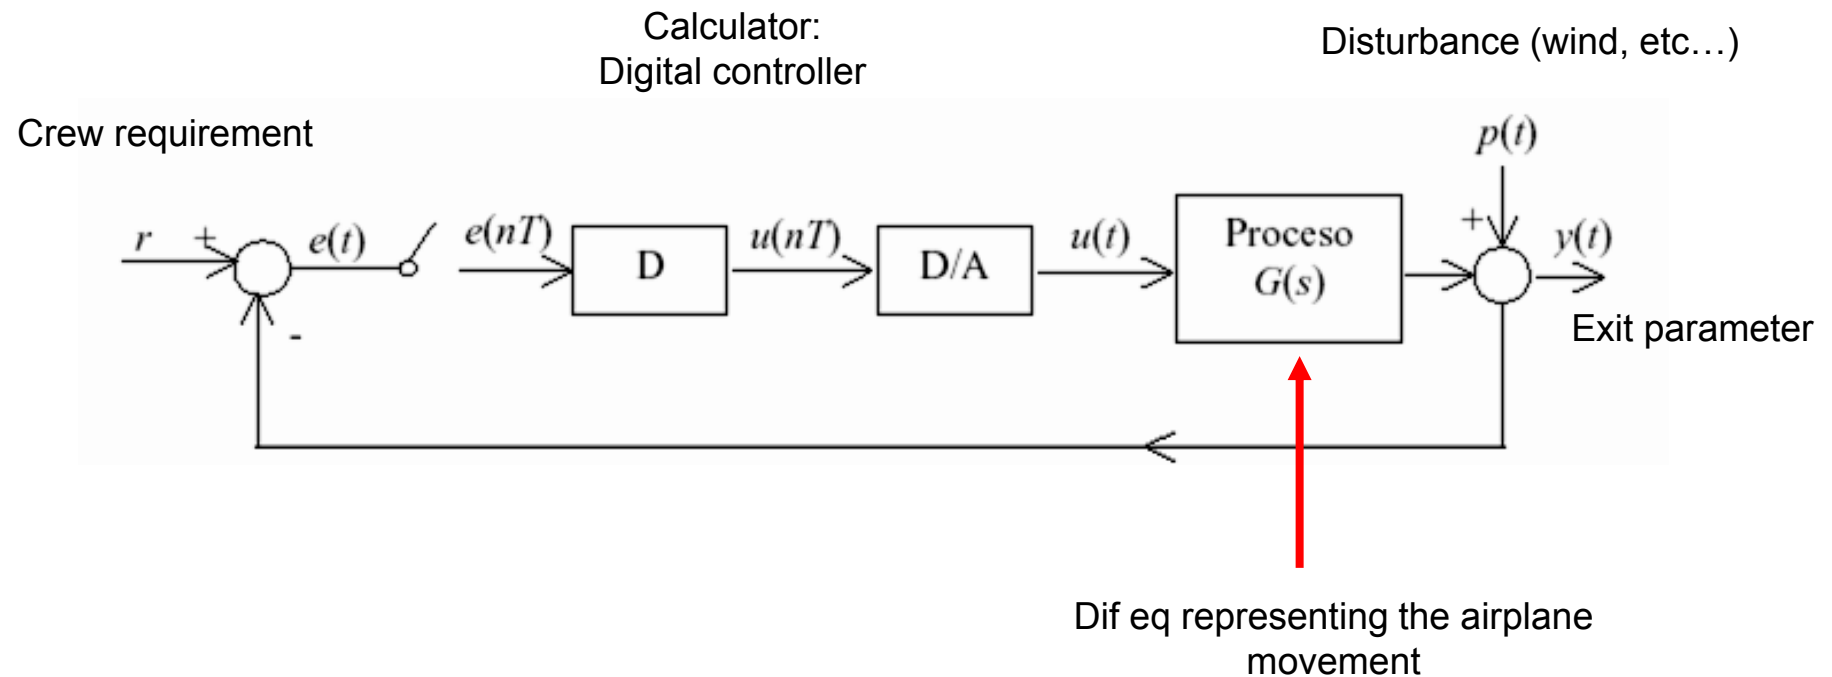 Calculator:
Digital controller
Disturbance (wind, etc…)
Crew requirement
p(t)
r
+
e(t)
e(nT)
D
u(nT)
D/A
u(t)
Proceso
G(s)
+
y(t)
-
Exit parameter
Dif eq representing the airplane
movement